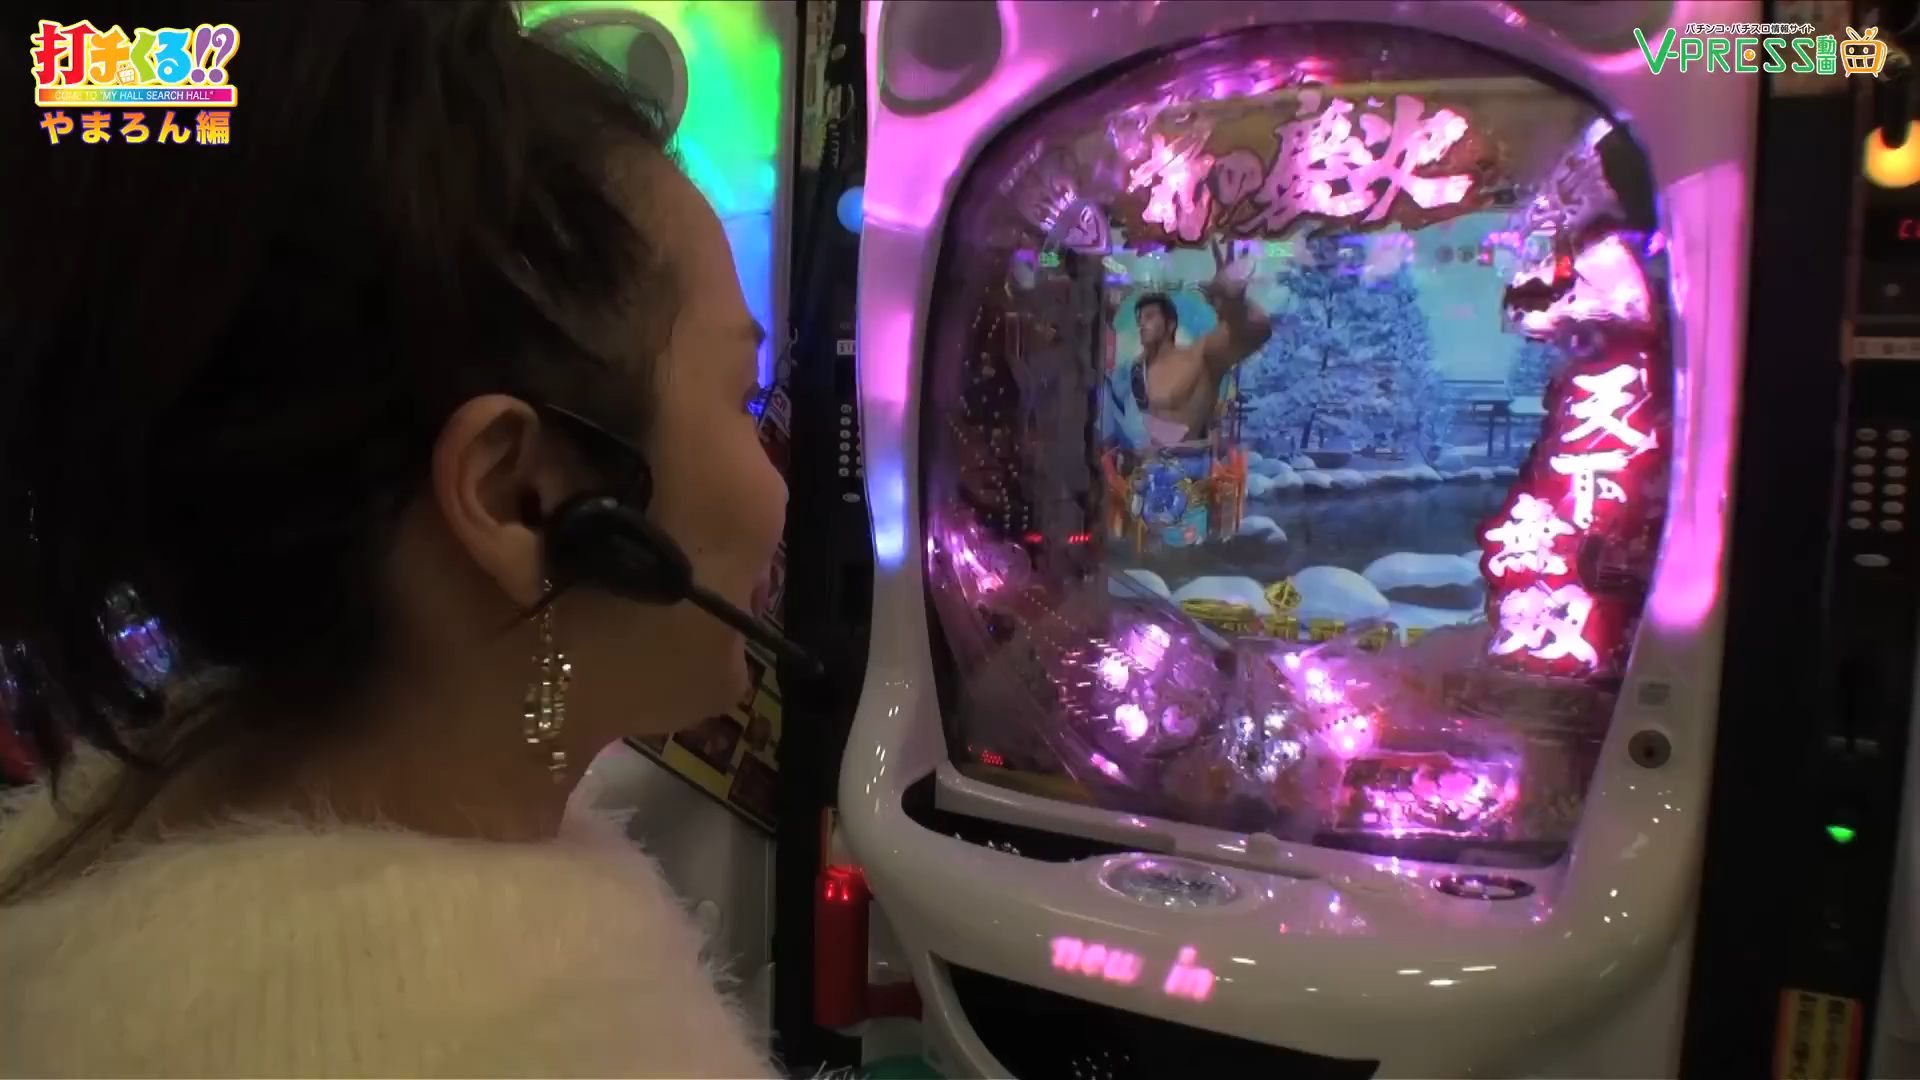 打チくる!?
COME TO "MY HALL SEARCH HALL"
やまろん編
パチンコ・パチスロ情報サイト
V-PRESS動画
花の慶次
天下無双
new in